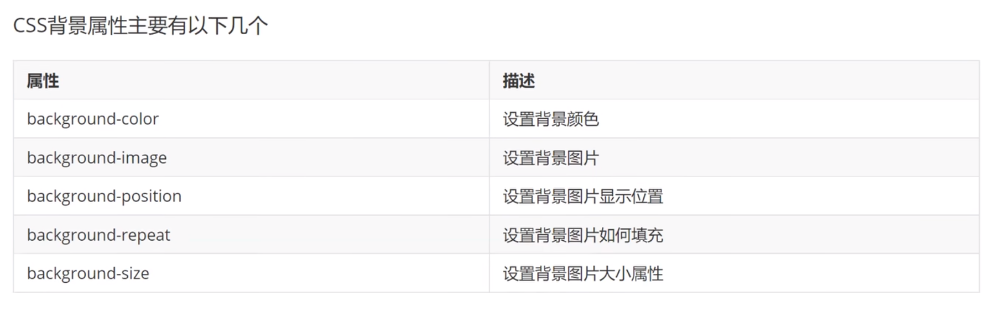 CSS背景属性主要有以下几个
属性 描述
background-color 设置背景颜色
background-image 设置背景图片
background-position 设置背景图片显示位置
background-repeat 设置背景图片如何填充
background-size 设置背景图片大小属性